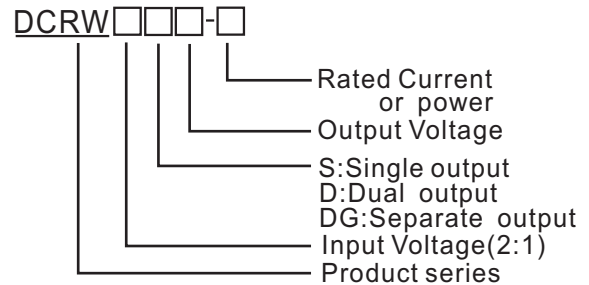 DCRW□□□-□
Rated Current
or power
Output Voltage
S:Single output
D:Dual output
DG:Separate output
Input Voltage(2:1)
Product series